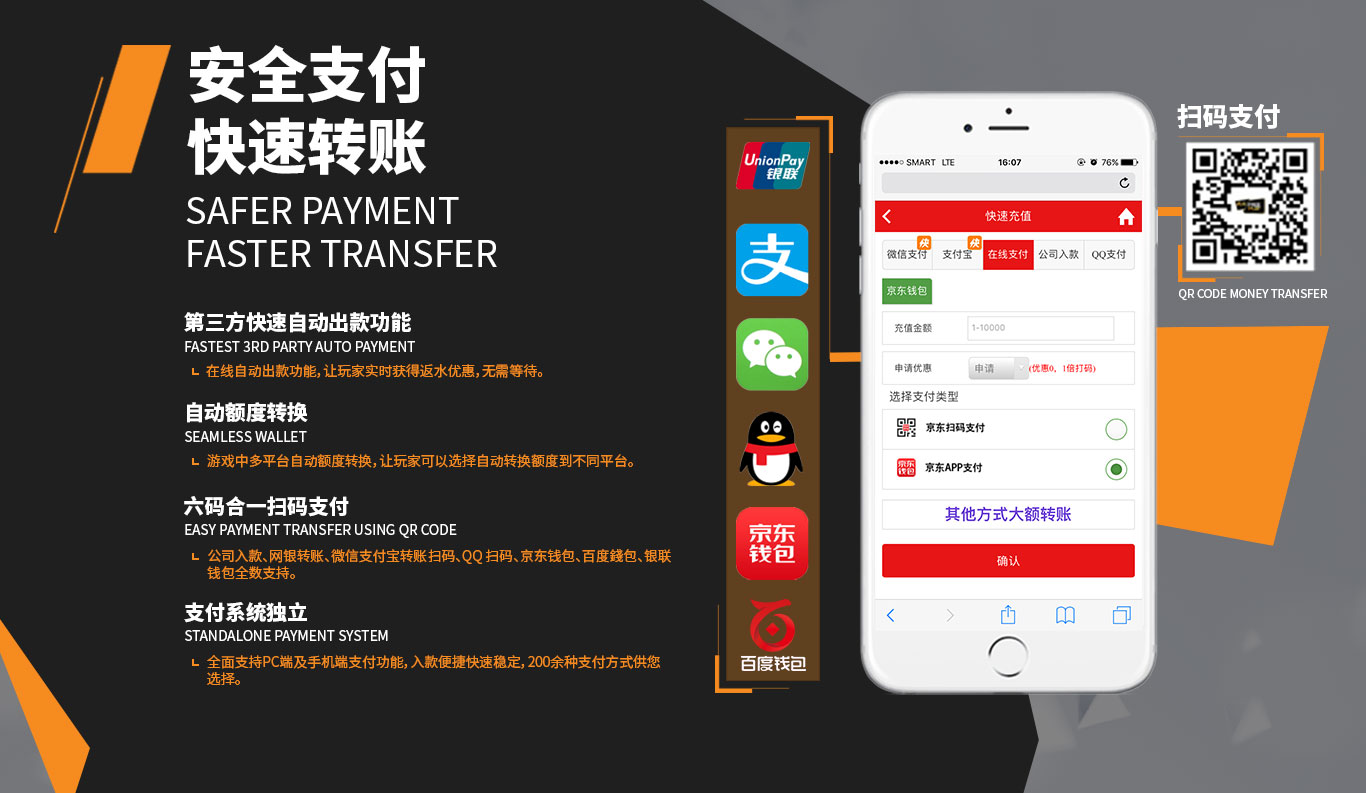 安全支付
快速转账
SAFER PAYMENT
FASTER TRANSFER
第三方快速自动出款功能
FASTEST 3RD PARTY AUTO PAYMENT
在线自动出款功能，让玩家实时获得返水优惠，无需等待。
自动额度转换
SEAMLESS WALLET
游戏中多平台自动额度转换，让玩家可以选择自动转换额度到不同平台。
六码合一扫码支付
EASY PAYMENT TRANSFER USING QR CODE
公司入款、网银转账、微信支付宝转账扫码、QQ 扫码、京东钱包、百度錢包、银联
钱包全数支持。
支付系统独立
STANDALONE PAYMENT SYSTEM
全面支持PC端及手机端支付功能，入款便捷快速稳定，200余种支付方式供您
选择。
UnionPay
银联
支
京东
钱包
百度钱包
SMART LTE 16:07 76%
快速充值
快 快
微信支付 支付宝 在线支付 公司入款 QQ支付
京东钱包
充值金额 1-10000
申请优惠 申请 (优惠0，1倍打码)
选择支付类型
京东扫码支付
京东钱包 京东APP支付
其他方式大额转账
确认
扫码支付
QR CODE MONEY TRANSFER